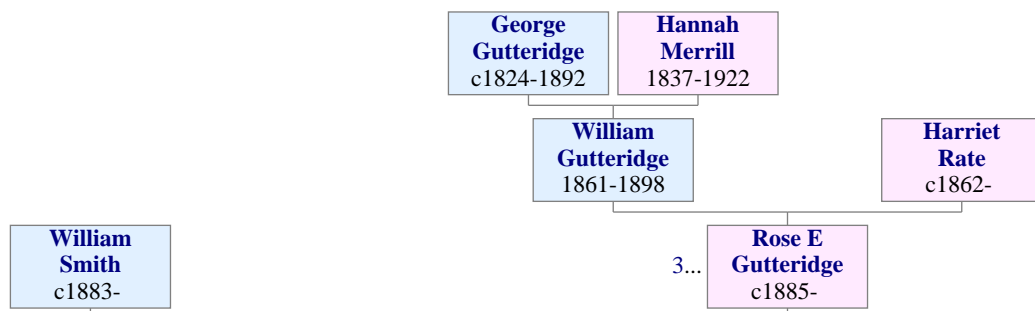 George
Gutteridge
c1824-1892
Hannah
Merrill
1837-1922
William
Gutteridge
1861-1898
Harriet
Rate
c1862-
William
Smith
c1883-
3...
Rose E
Gutteridge
c1885-